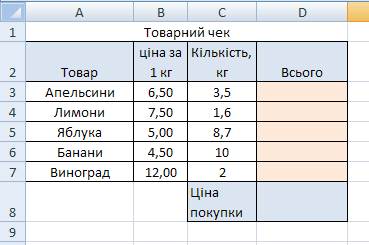 A B C D
1 Товарний чек
2 Товар ціна за 1 кг Кількість, кг Всього
3 Апельсини 6,50 3,5
4 Лимони 7,50 1,6
5 Яблука 5,00 8,7
6 Банани 4,50 10
7 Виноград 12,00 2
8 Ціна покупки
9